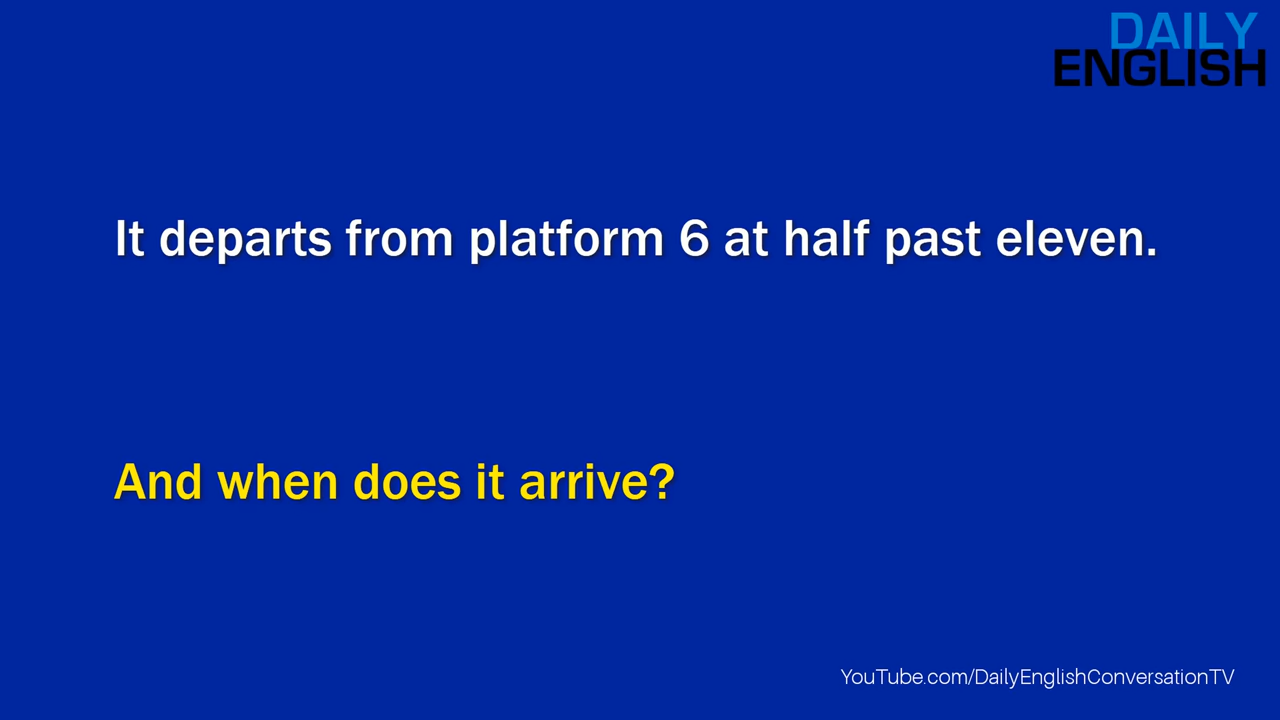 DAILY
ENGLISH
It departs from platform 6 at half past eleven.
And when does it arrive?
YouTube.com/DailyEnglishConversationTV